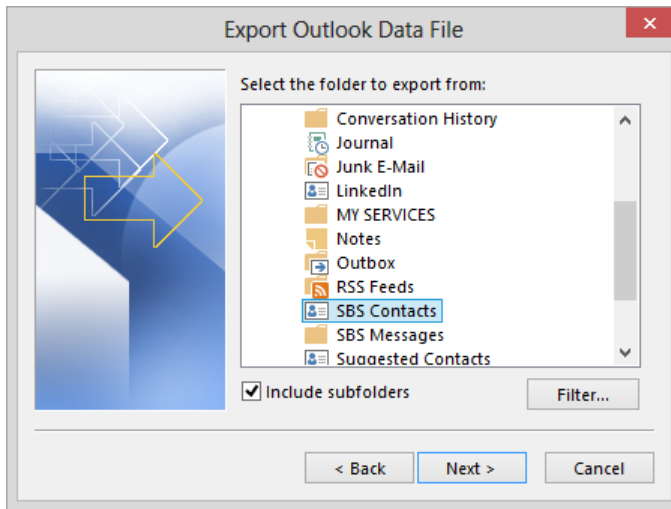 Export Outlook Data File
Select the folder to export from:
Conversation History
Journal
Junk E-Mail
LinkedIn
MY SERVICES
Notes
Outbox
RSS Feeds
SBS Contacts
SBS Messages
Suggested Contacts
Include subfolders
Filter...
< Back
Next >
Cancel